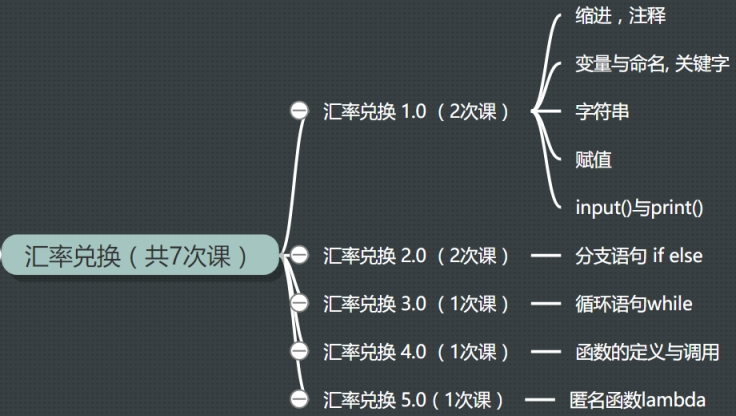 汇率兑换（共7次课）
汇率兑换 1.0 （2次课）
缩进，注释
变量与命名, 关键字
字符串
赋值
input()与print()
汇率兑换 2.0 （2次课）
分支语句 if else
汇率兑换 3.0 （1次课）
循环语句while
汇率兑换 4.0 （1次课）
函数的定义与调用
汇率兑换 5.0（1次课）
匿名函数lambda